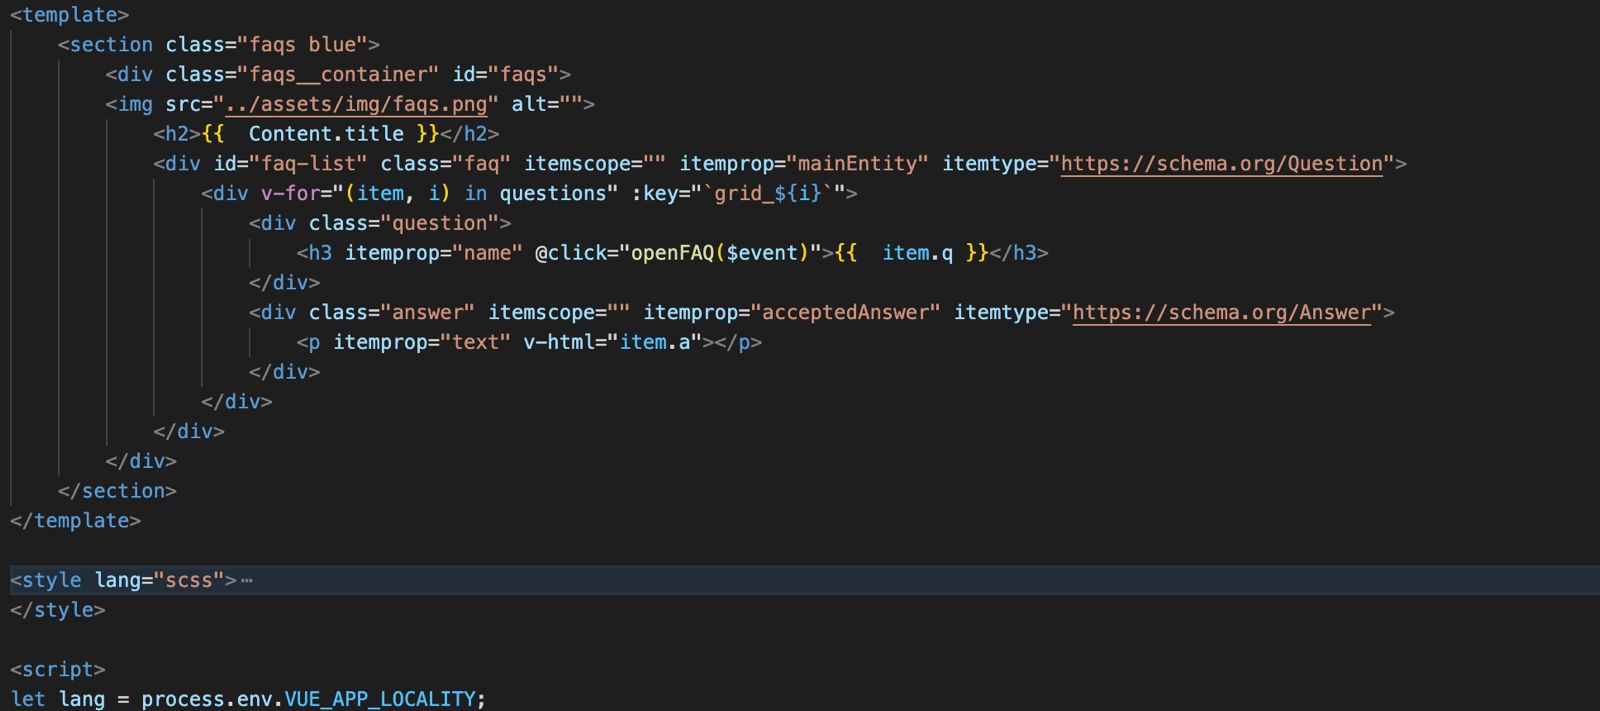 <template>
<section class="faqs blue">
<div class="faqs__container" id="faqs">
<img src="../assets/img/faqs.png" alt="">
<h2>{{  Content.title }}</h2>
<div id="faq-list" class="faq" itemscope="" itemprop="mainEntity" itemtype="https://schema.org/Question">
<div v-for="(item, i) in questions" :key="`grid_${i}`">
<div class="question">
<h3 itemprop="name" @click="openFAQ($event)">{{  item.q }}</h3>
</div>
<div class="answer" itemscope="" itemprop="acceptedAnswer" itemtype="https://schema.org/Answer">
<p itemprop="text" v-html="item.a"></p>
</div>
</div>
</div>
</div>
</section>
</template>
<style lang="scss">⋯
</style>
<script>
let lang = process.env.VUE_APP_LOCALITY;